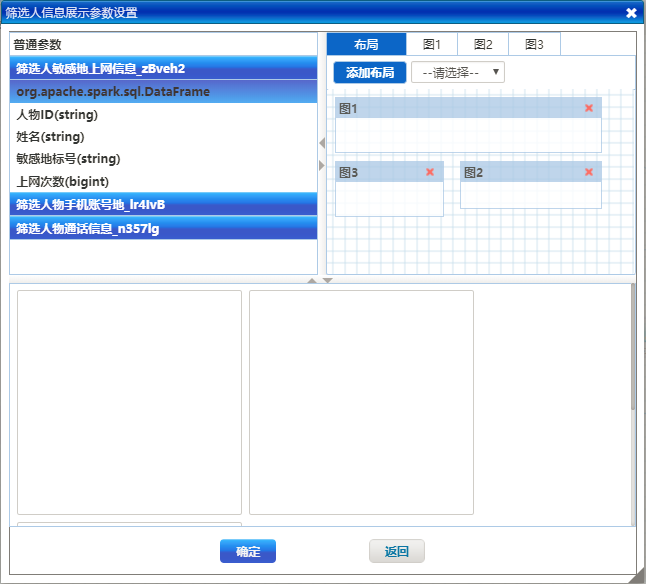 筛选人信息展示参数设置
普通参数
筛选人敏感地上网信息_zBveh2
org.apache.spark.sql.DataFrame
人物ID(string)
姓名(string)
敏感地标号(string)
上网次数(bigint)
筛选人物手机账号地_lr4IvB
筛选人物通话信息_n357lg
布局 图1 图2 图3
添加布局 --请选择--
图1
图3 图2
确定 返回